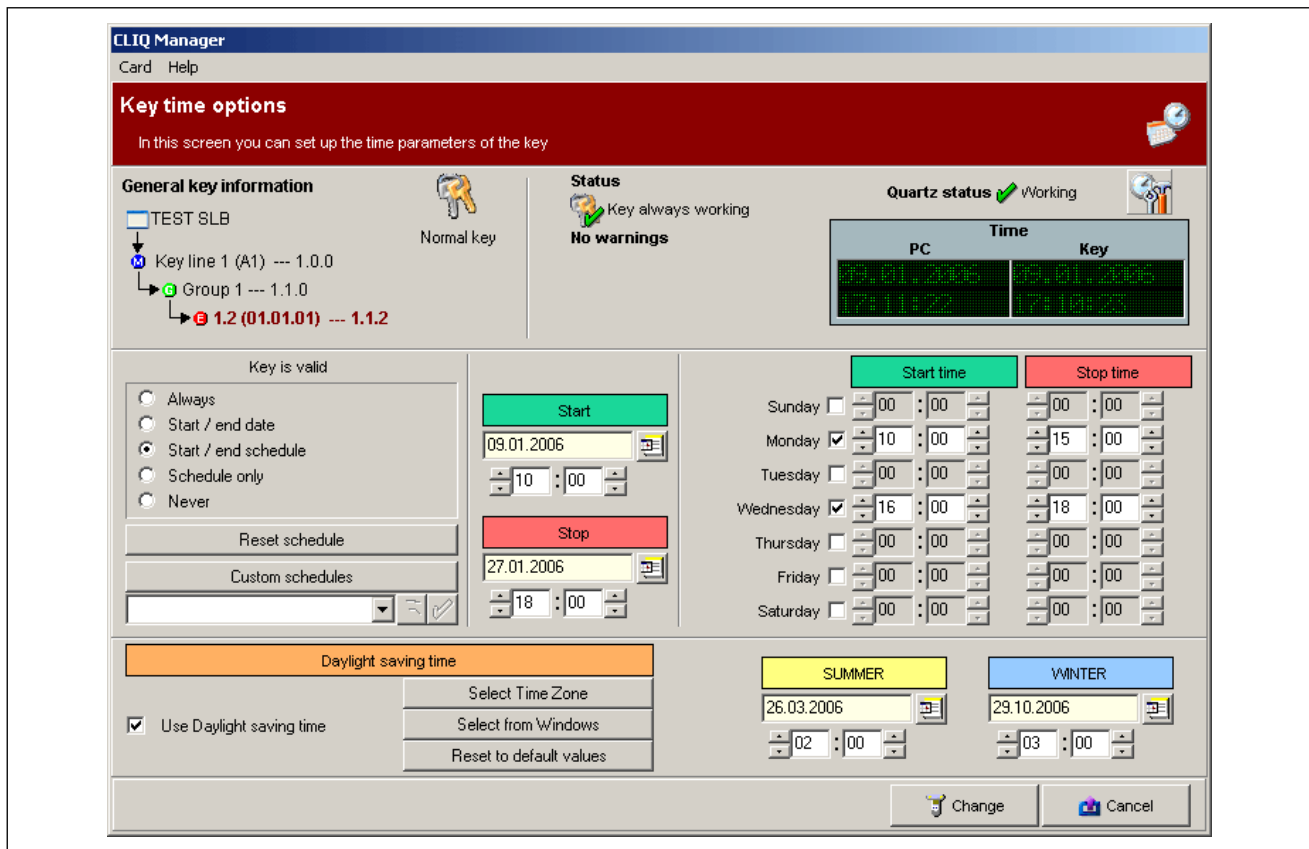 CLIQ Manager
Card Help
Key time options
In this screen you can set up the time parameters of the key
General key information
TEST SLB
M Key line 1 (A1) --- 1.0.0
G Group 1 --- 1.1.0
E 1.2 (01.01.01) --- 1.1.2
Normal key
Status
Key always working
No warnings
Quartz status Working
Time
PC Key
09.01.2006 09.01.2006
17:11:22 17:10:23
Key is valid
Always
Start / end date
Start / end schedule
Schedule only
Never
Reset schedule
Custom schedules
Start
09.01.2006
10 : 00
Stop
27.01.2006
18 : 00
Start time Stop time
Sunday 00 : 00 00 : 00
Monday 10 : 00 15 : 00
Tuesday 00 : 00 00 : 00
Wednesday 16 : 00 18 : 00
Thursday 00 : 00 00 : 00
Friday 00 : 00 00 : 00
Saturday 00 : 00 00 : 00
Daylight saving time
Use Daylight saving time
Select Time Zone
Select from Windows
Reset to default values
SUMMER
26.03.2006
02 : 00
WINTER
29.10.2006
03 : 00
Change Cancel